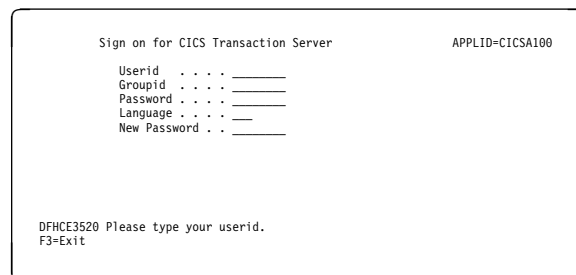 Sign on for CICS Transaction Server APPLID=CICSA100
Userid . . . . ________
Groupid . . . . ________
Password . . . . ________
Language . . . . ___
New Password . . ________
DFHCE3520 Please type your userid.
F3=Exit